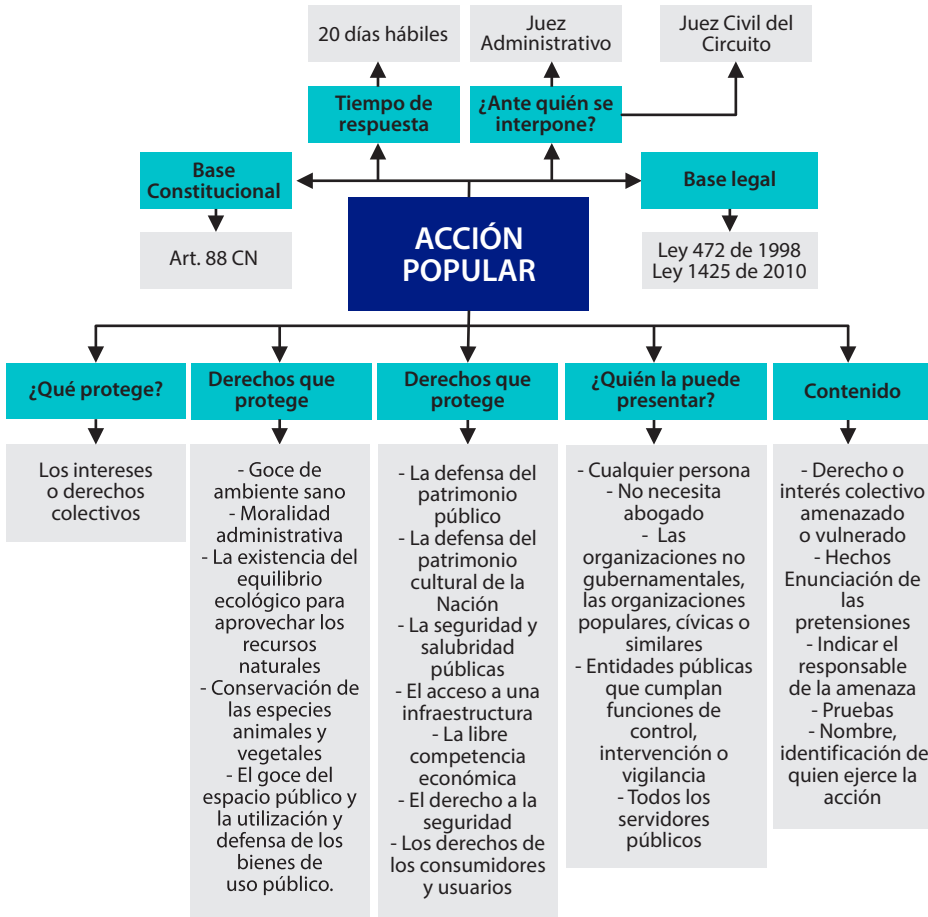 20 días hábiles
Juez
Administrativo
Juez Civil del
Circuito
Tiempo de
respuesta
¿Ante quién se
interpone?
Base
Constitucional
Base legal
Art. 88 CN
ACCIÓN
POPULAR
Ley 472 de 1998
Ley 1425 de 2010
¿Qué protege?
Derechos que
protege
Derechos que
protege
¿Quién la puede
presentar?
Contenido
Los intereses
o derechos
colectivos
- Goce de
ambiente sano
- Moralidad
administrativa
- La existencia del
equilibrio
ecológico para
aprovechar los
recursos
naturales
- Conservación de
las especies
animales y
vegetales
- El goce del
espacio público y
la utilización y
defensa de los
bienes de
uso público.
- La defensa del
patrimonio
público
- La defensa del
patrimonio
cultural de la
Nación
- La seguridad y
salubridad
públicas
- El acceso a una
infraestructura
- La libre
competencia
económica
- El derecho a la
seguridad
- Los derechos de
los consumidores
y usuarios
- Cualquier persona
- No necesita
abogado
- Las
organizaciones no
gubernamentales,
las organizaciones
populares, cívicas o
similares
- Entidades públicas
que cumplan
funciones de
control,
intervención o
vigilancia
- Todos los
servidores
públicos
- Derecho o
interés colectivo
amenazado
o vulnerado
- Hechos
Enunciación de
las
pretensiones
- Indicar el
responsable
de la amenaza
- Pruebas
- Nombre,
identificación de
quien ejerce la
acción